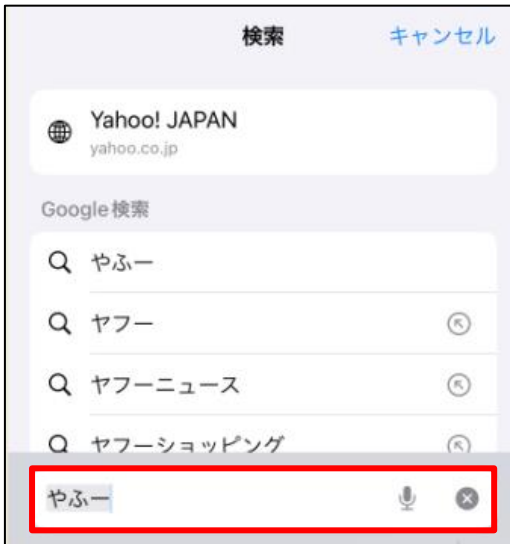 検索
キャンセル
Yahoo! JAPAN
yahoo.co.jp
Google検索
やふー
ヤフー
ヤフーニュース
ヤフーショッピング
やふー